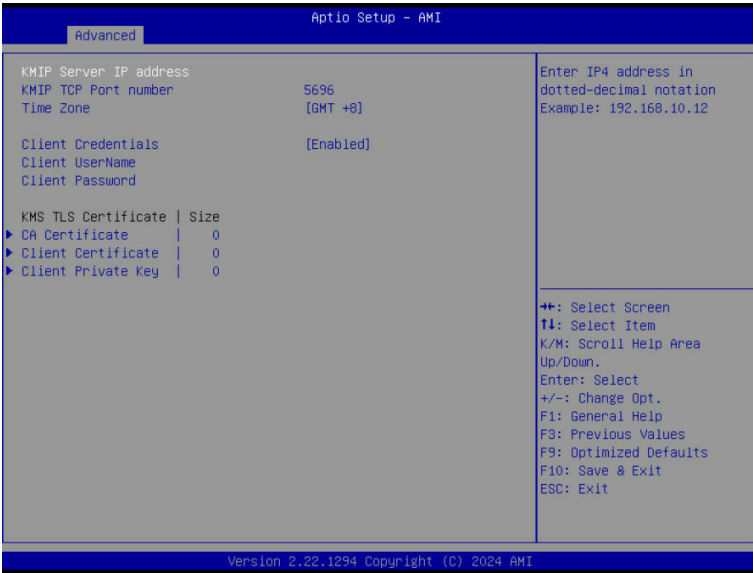 Aptio Setup – AMI
Advanced
KMIP Server IP address
KMIP TCP Port number 5696
Time Zone [GMT +8]
Client Credentials [Enabled]
Client UserName
Client Password
KMS TLS Certificate | Size
CA Certificate | 0
Client Certificate | 0
Client Private Key | 0
Enter IP4 address in
dotted-decimal notation
Example: 192.168.10.12
→←: Select Screen
↑↓: Select Item
K/M: Scroll Help Area
Up/Down.
Enter: Select
+/-: Change Opt.
F1: General Help
F3: Previous Values
F9: Optimized Defaults
F10: Save & Exit
ESC: Exit
Version 2.22.1294 Copyright (C) 2024 AMI